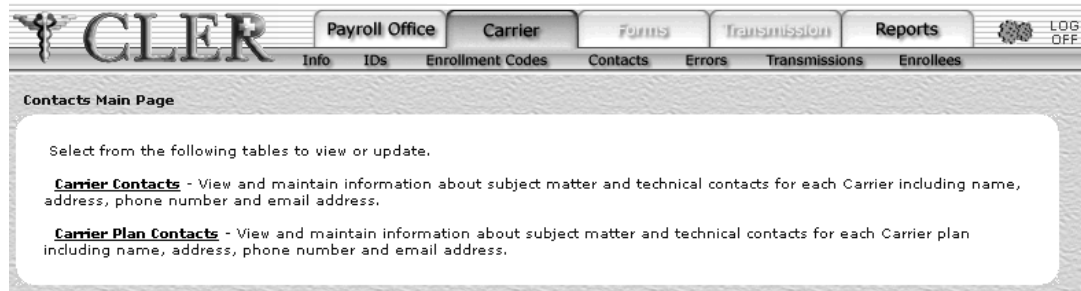 CLER
Payroll Office Carrier Forms Transmission Reports LOG OFF
Info IDs Enrollment Codes Contacts Errors Transmissions Enrollees
Contacts Main Page
Select from the following tables to view or update.
Carrier Contacts - View and maintain information about subject matter and technical contacts for each Carrier including name,
address, phone number and email address.
Carrier Plan Contacts - View and maintain information about subject matter and technical contacts for each Carrier plan
including name, address, phone number and email address.